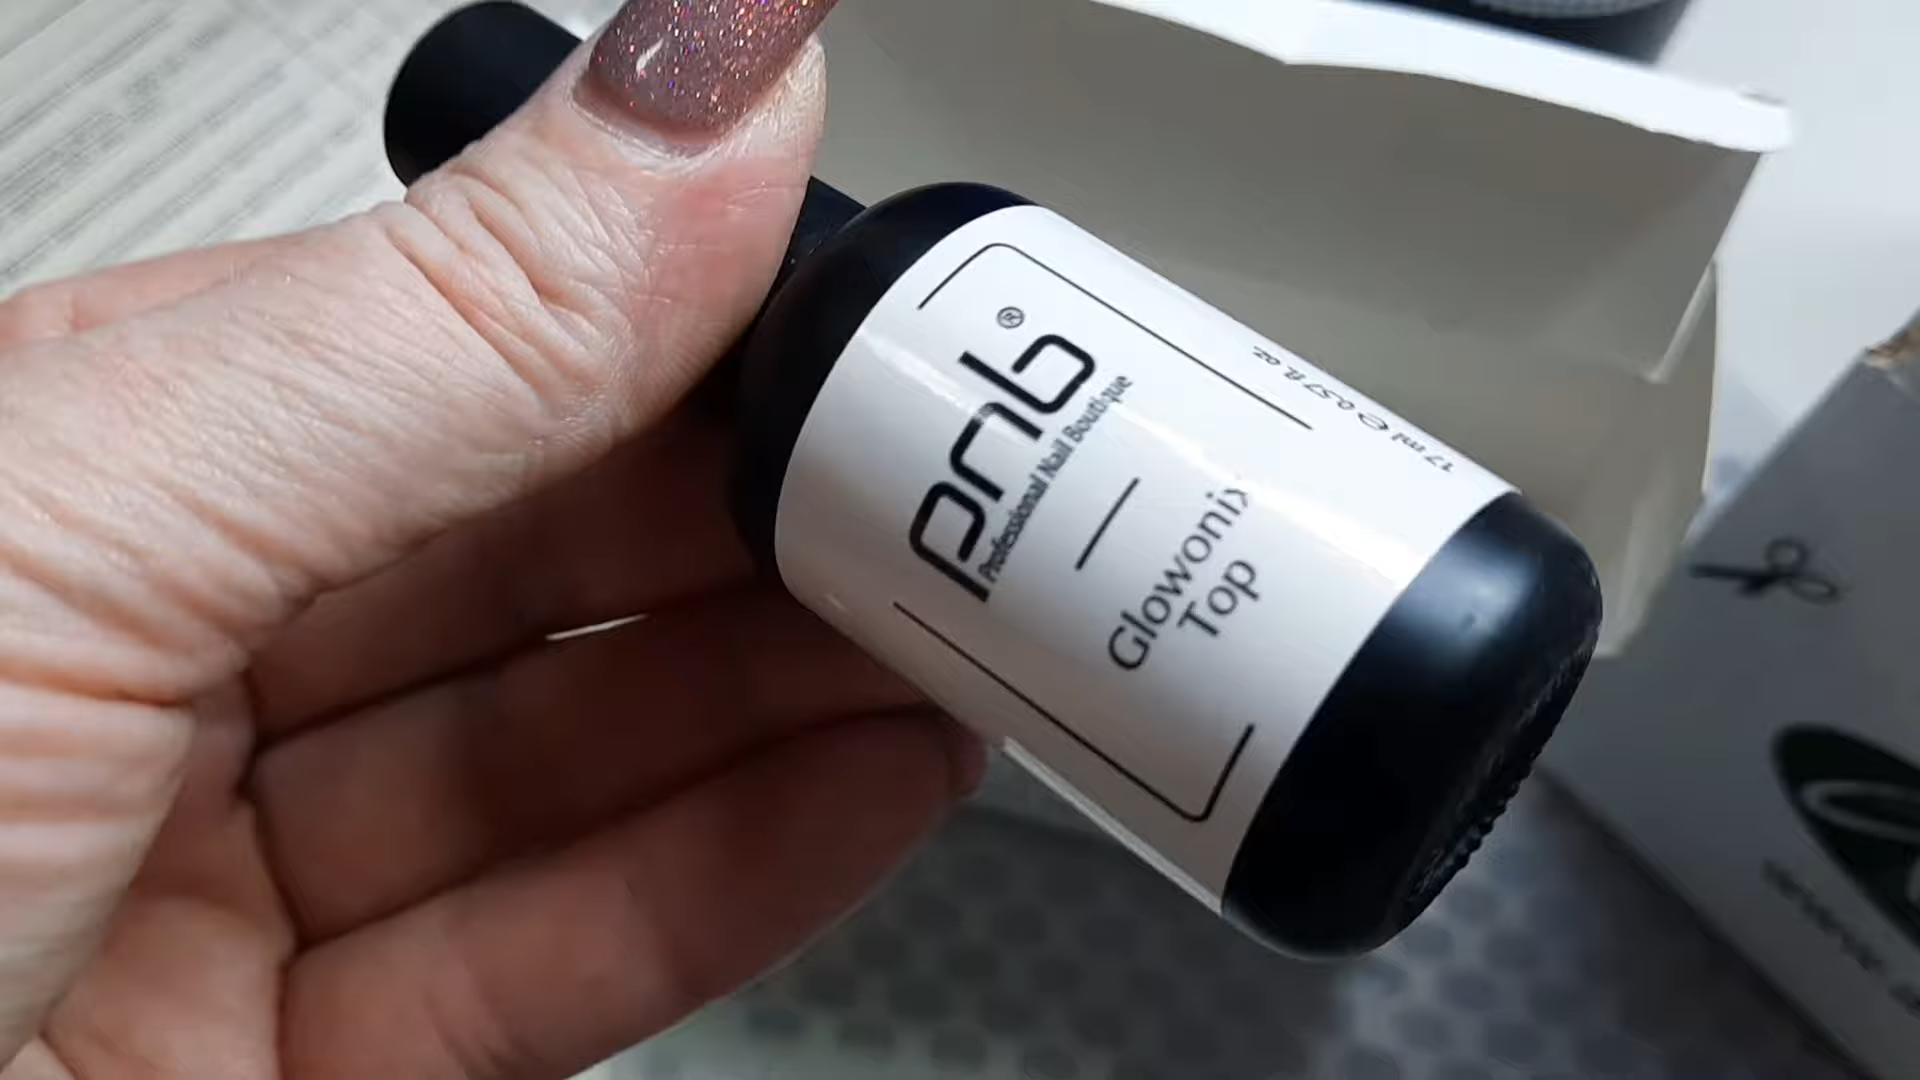 pnb®
Professional Nail Boutique
Glowonix
Top
17 ml ℮ 0.57 fl. oz.